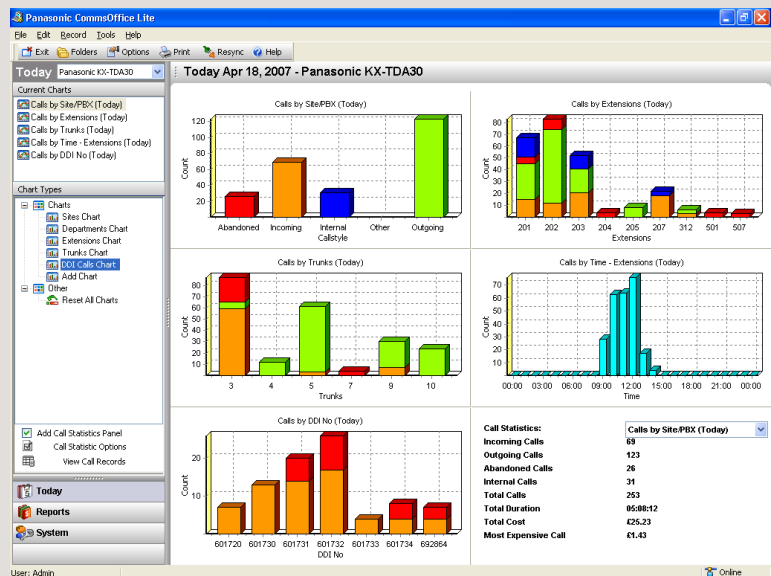 Panasonic CommsOffice Lite
File Edit Record Tools Help
Exit Folders Options Print Resync Help
Today Panasonic KX-TDA30
Today Apr 18, 2007 - Panasonic KX-TDA30
Current Charts
Calls by Site/PBX (Today)
Calls by Extensions (Today)
Calls by Trunks (Today)
Calls by Time - Extensions (Today)
Calls by DDI No (Today)
Chart Types
Charts
Sites Chart
Departments Chart
Extensions Chart
Trunks Chart
DDI Calls Chart
Add Chart
Other
Reset All Charts
Add Call Statistics Panel
Call Statistic Options
View Call Records
Today
Reports
System
User: Admin
Calls by Site/PBX (Today)
120
100
80
60
40
20
Count
Abandoned Incoming Internal Other Outgoing
Callstyle
Calls by Extensions (Today)
80
70
60
50
40
30
20
10
Count
201 202 203 204 205 207 312 501 507
Extensions
Calls by Trunks (Today)
80
70
60
50
40
30
20
10
Count
3 4 5 7 9 10
Trunks
Calls by Time - Extensions (Today)
70
60
50
40
30
20
10
Count
00:00 03:00 06:00 09:00 12:00 15:00 18:00 21:00 00:00
Time
Calls by DDI No (Today)
20
10
Count
601720 601730 601731 601732 601733 601734 692864
DDI No
Call Statistics: Calls by Site/PBX (Today)
Incoming Calls 69
Outgoing Calls 123
Abandoned Calls 26
Internal Calls 31
Total Calls 253
Total Duration 05:08:12
Total Cost £25.23
Most Expensive Call £1.43
Online